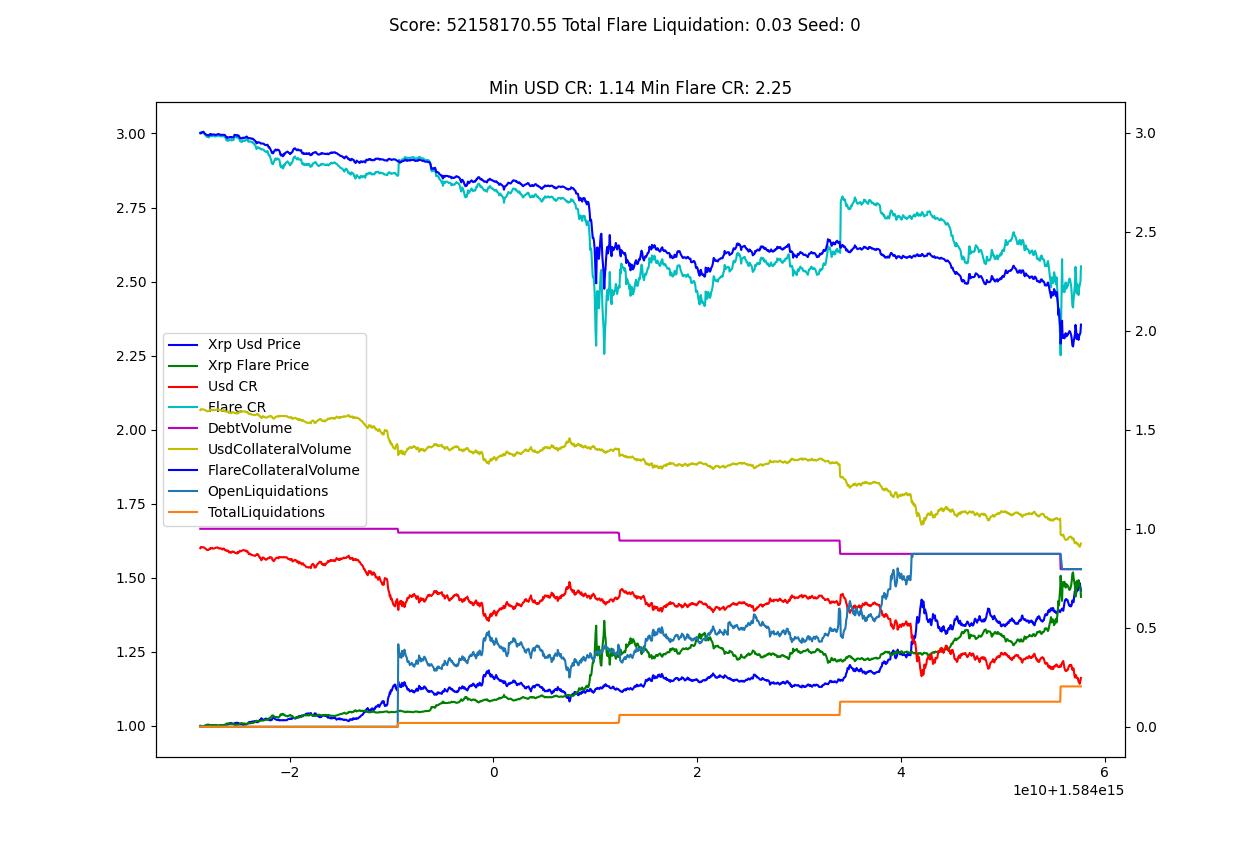 Score: 52158170.55 Total Flare Liquidation: 0.03 Seed: 0
Min USD CR: 1.14 Min Flare CR: 2.25
3.00
2.75
2.50
2.25
2.00
1.75
1.50
1.25
1.00
Xrp Usd Price
Xrp Flare Price
Usd CR
Flare CR
DebtVolume
UsdCollateralVolume
FlareCollateralVolume
OpenLiquidations
TotalLiquidations
3.0
2.5
2.0
1.5
1.0
0.5
0.0
−2 0 2 4 6
1e10+1.584e15